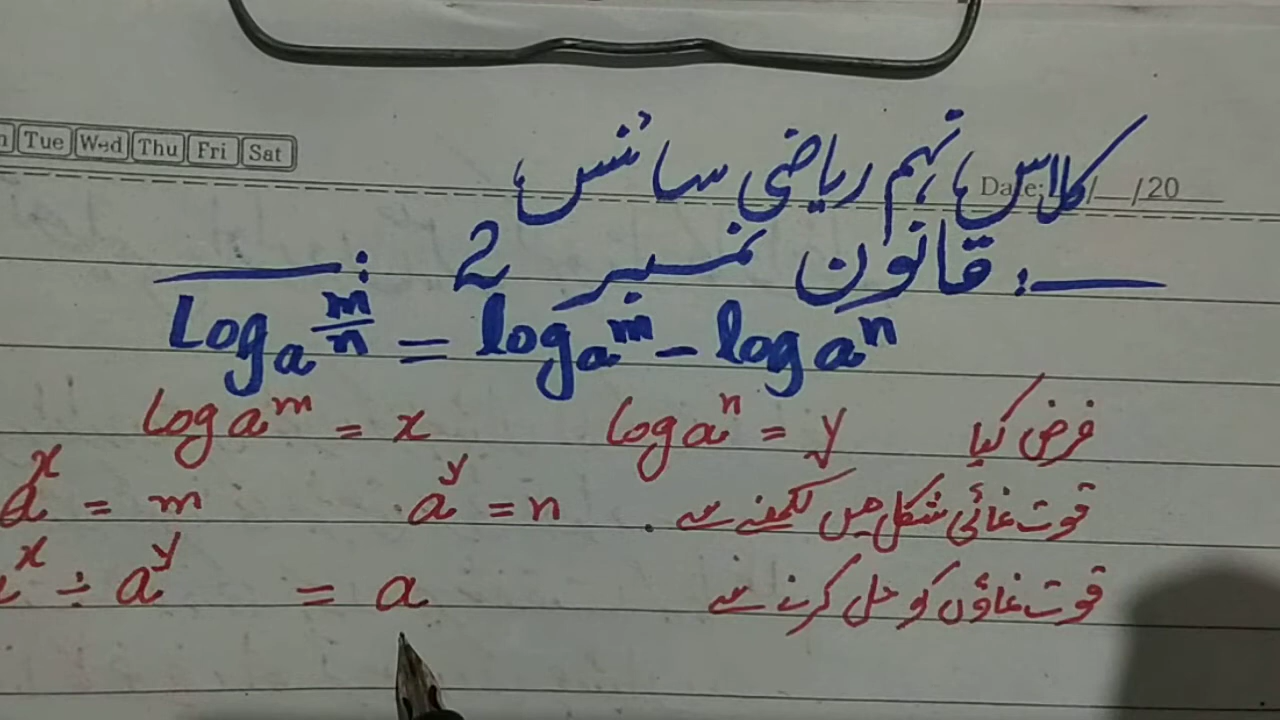 Tue Wed Thu Fri Sat
Date: / /20
کلاس، نہم ریاضی سائنس،
قانون نمبر 2 :
Log_a m/n = log_a m - log_a n
log_a m = x log_a n = y فرض کیا
a^x = m a^y = n قوت نمائی شکل میں لکھنے سے
^x ÷ a^y = a قوت نماؤں کو حل کرنے سے